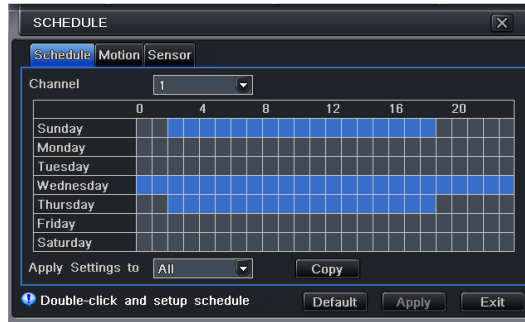 SCHEDULE
Schedule Motion Sensor
Channel 1
0 4 8 12 16 20
Sunday
Monday
Tuesday
Wednesday
Thursday
Friday
Saturday
Apply Settings to All Copy
Double-click and setup schedule Default Apply Exit